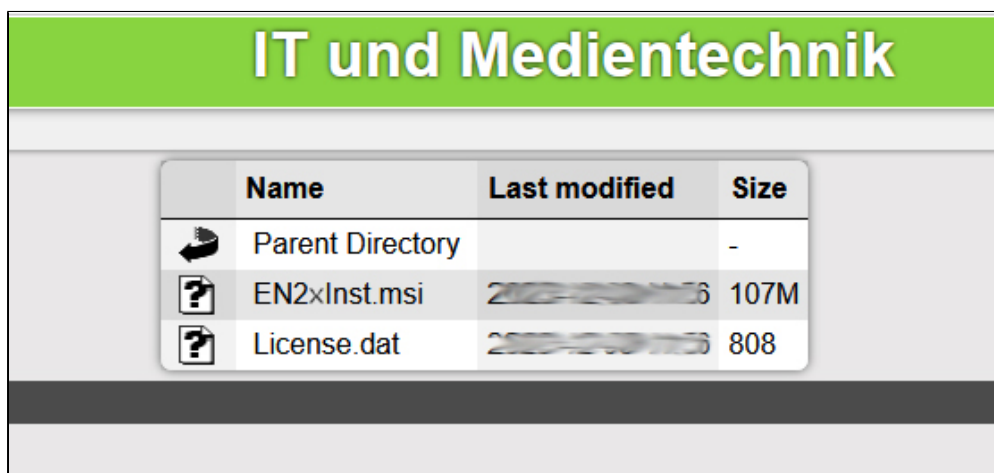 IT und Medientechnik
Name Last modified Size
Parent Directory -
EN2xInst.msi 107M
License.dat 808